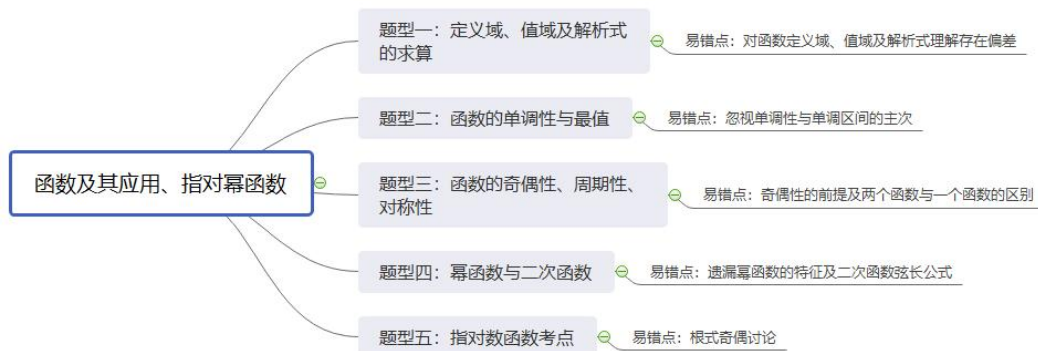 函数及其应用、指对幂函数
题型一：定义域、值域及解析式
的求算
易错点：对函数定义域、值域及解析式理解存在偏差
题型二：函数的单调性与最值
易错点：忽视单调性与单调区间的主次
题型三：函数的奇偶性、周期性、
对称性
易错点：奇偶性的前提及两个函数与一个函数的区别
题型四：幂函数与二次函数
易错点：遗漏幂函数的特征及二次函数弦长公式
题型五：指对数函数考点
易错点：根式奇偶讨论